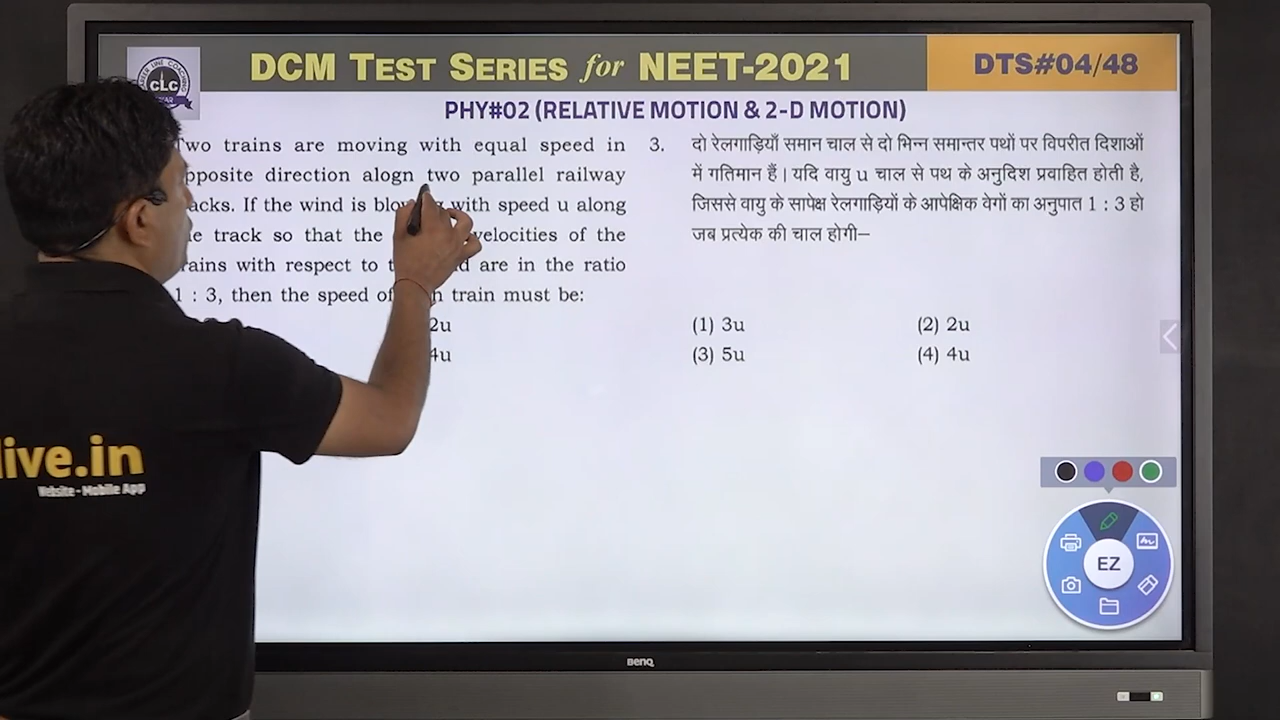 DCM TEST SERIES for NEET-2021
DTS#04/48
CLC
PHY#02 (RELATIVE MOTION & 2-D MOTION)
Two trains are moving with equal speed in
opposite direction alogn two parallel railway
acks. If the wind is with speed u along
track so that the velocities of the
rains with respect to are in the ratio
1 : 3, then the speed of train must be:
2u
4u
3. दो रेलगाड़ियाँ समान चाल से दो भिन्न समान्तर पथों पर विपरीत दिशाओं
में गतिमान हैं। यदि वायु u चाल से पथ के अनुदिश प्रवाहित होती है,
जिससे वायु के सापेक्ष रेलगाड़ियों के आपेक्षिक वेगों का अनुपात 1 : 3 हो
जब प्रत्येक की चाल होगी–
(1) 3u (2) 2u
(3) 5u (4) 4u
live.in
Website - Mobile App
EZ
BenQ